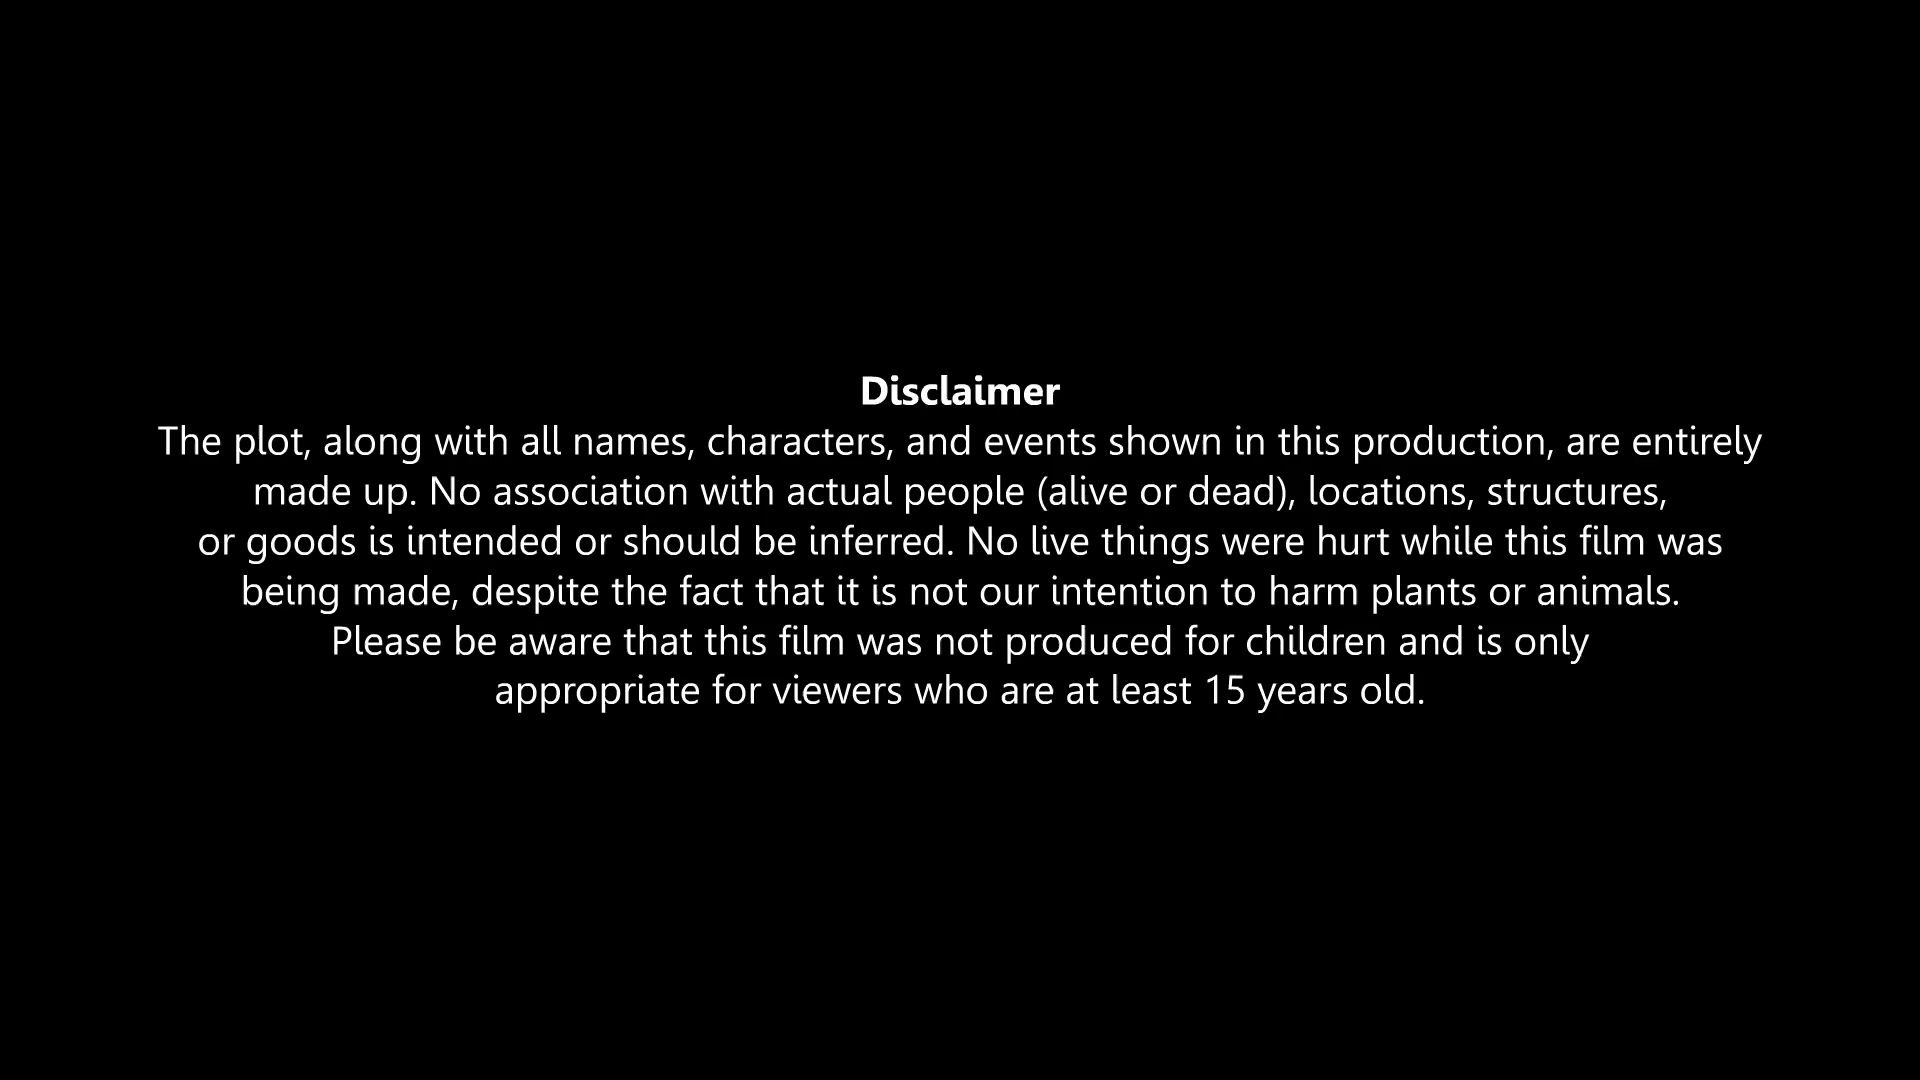 Disclaimer
The plot, along with all names, characters, and events shown in this production, are entirely
made up. No association with actual people (alive or dead), locations, structures,
or goods is intended or should be inferred. No live things were hurt while this film was
being made, despite the fact that it is not our intention to harm plants or animals.
Please be aware that this film was not produced for children and is only
appropriate for viewers who are at least 15 years old.